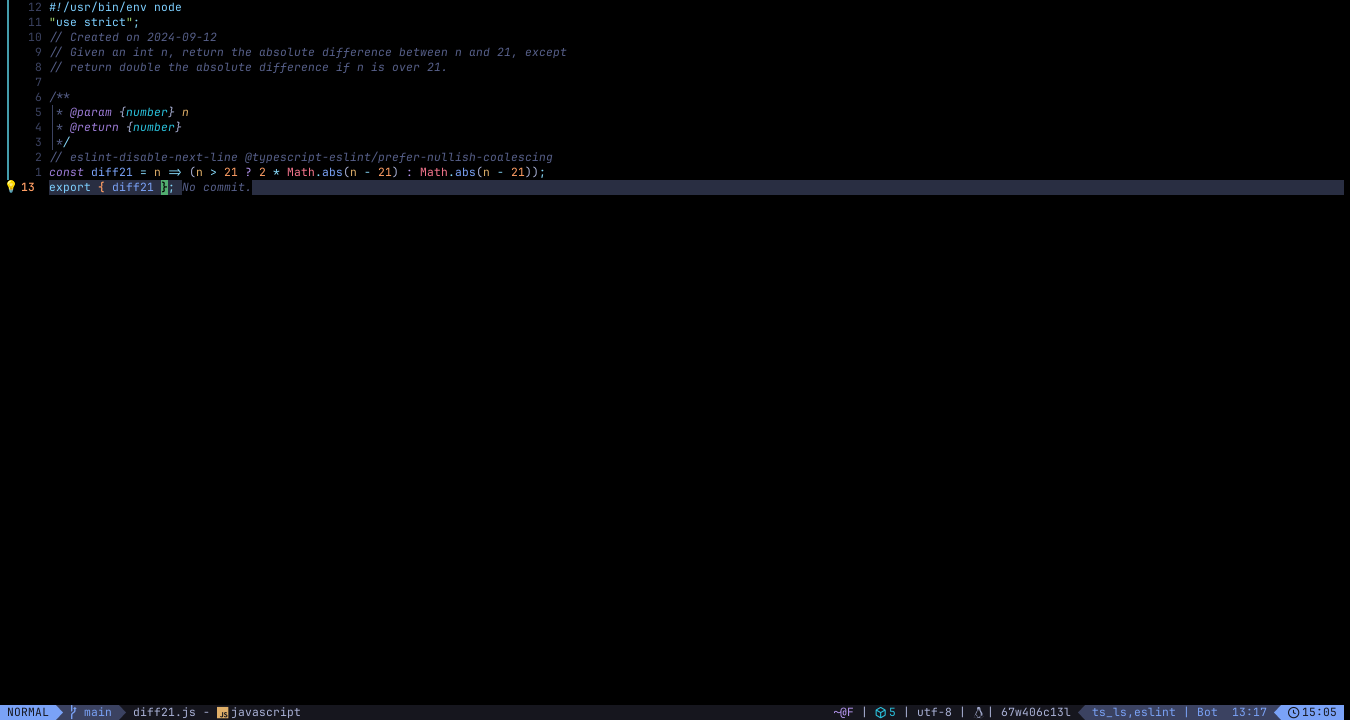 12 #!/usr/bin/env node
11 "use strict";
10 // Created on 2024-09-12
9 // Given an int n, return the absolute difference between n and 21, except
8 // return double the absolute difference if n is over 21.
7
6 /**
5 * @param {number} n
4 * @return {number}
3 */
2 // eslint-disable-next-line @typescript-eslint/prefer-nullish-coalescing
1 const diff21 = n => (n > 21 ? 2 * Math.abs(n - 21) : Math.abs(n - 21));
13 export { diff21 }; No commit.
NORMAL main diff21.js - JS javascript ~@F | 5 | utf-8 | | 67w406c13l ts_ls,eslint | Bot 13:17 15:05